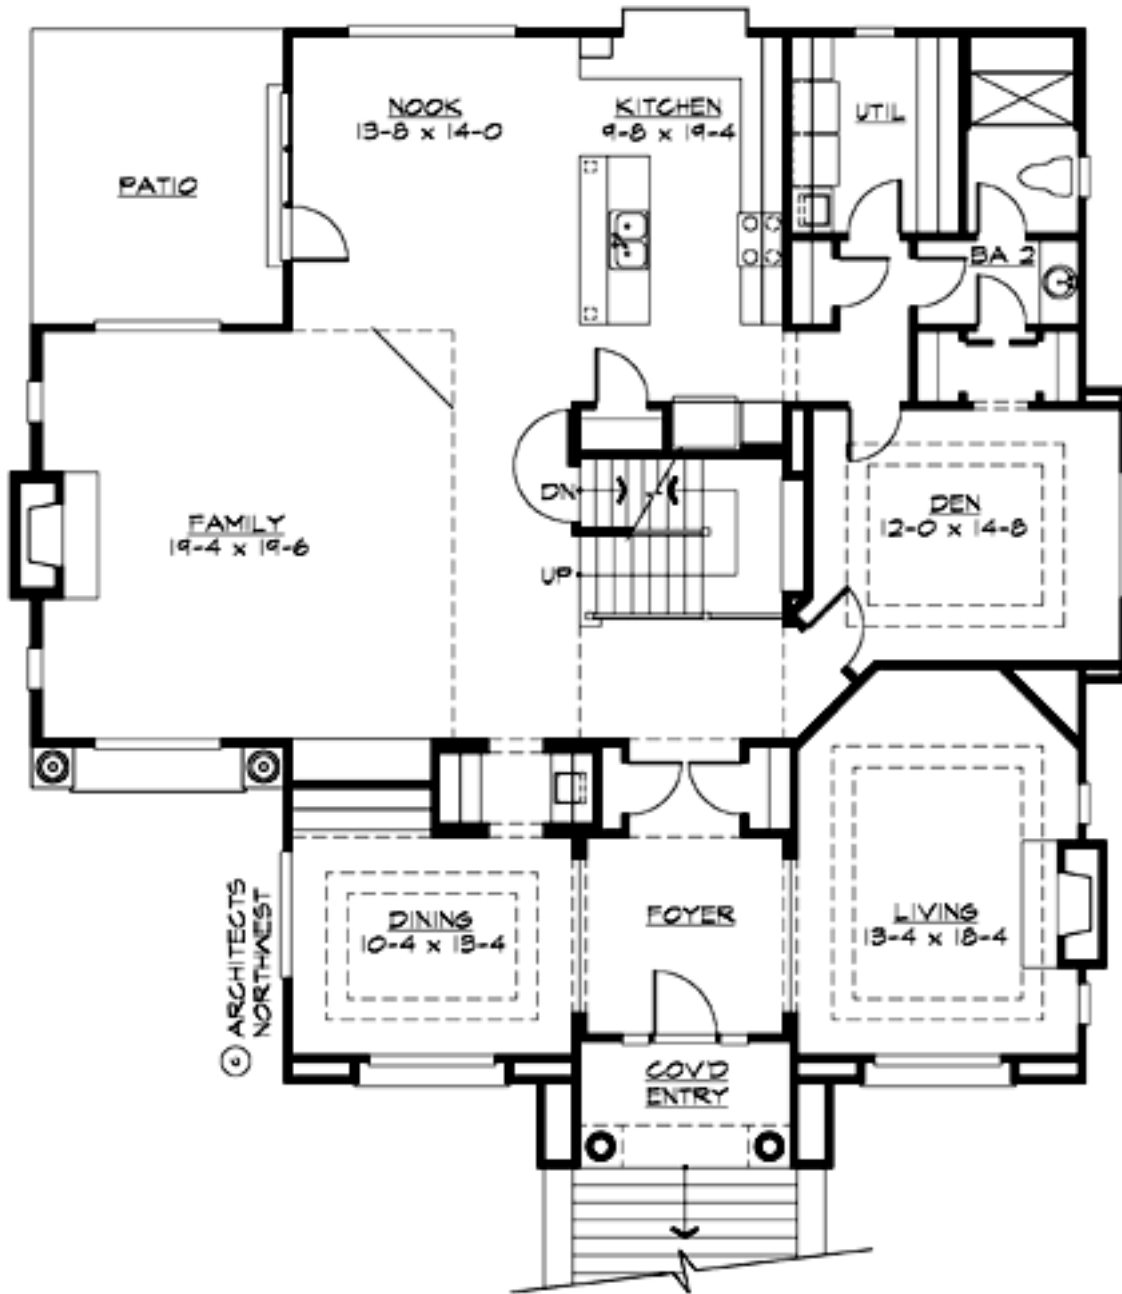 NOOK
13-8 x 14-0
KITCHEN
9-8 x 19-4
UTIL
PATIO
BA 2
DN
UP
FAMILY
19-4 x 19-6
DEN
12-0 x 14-8
DINING
10-4 x 13-4
FOYER
LIVING
13-4 x 18-4
© ARCHITECTS
NORTHWEST
COV'D
ENTRY